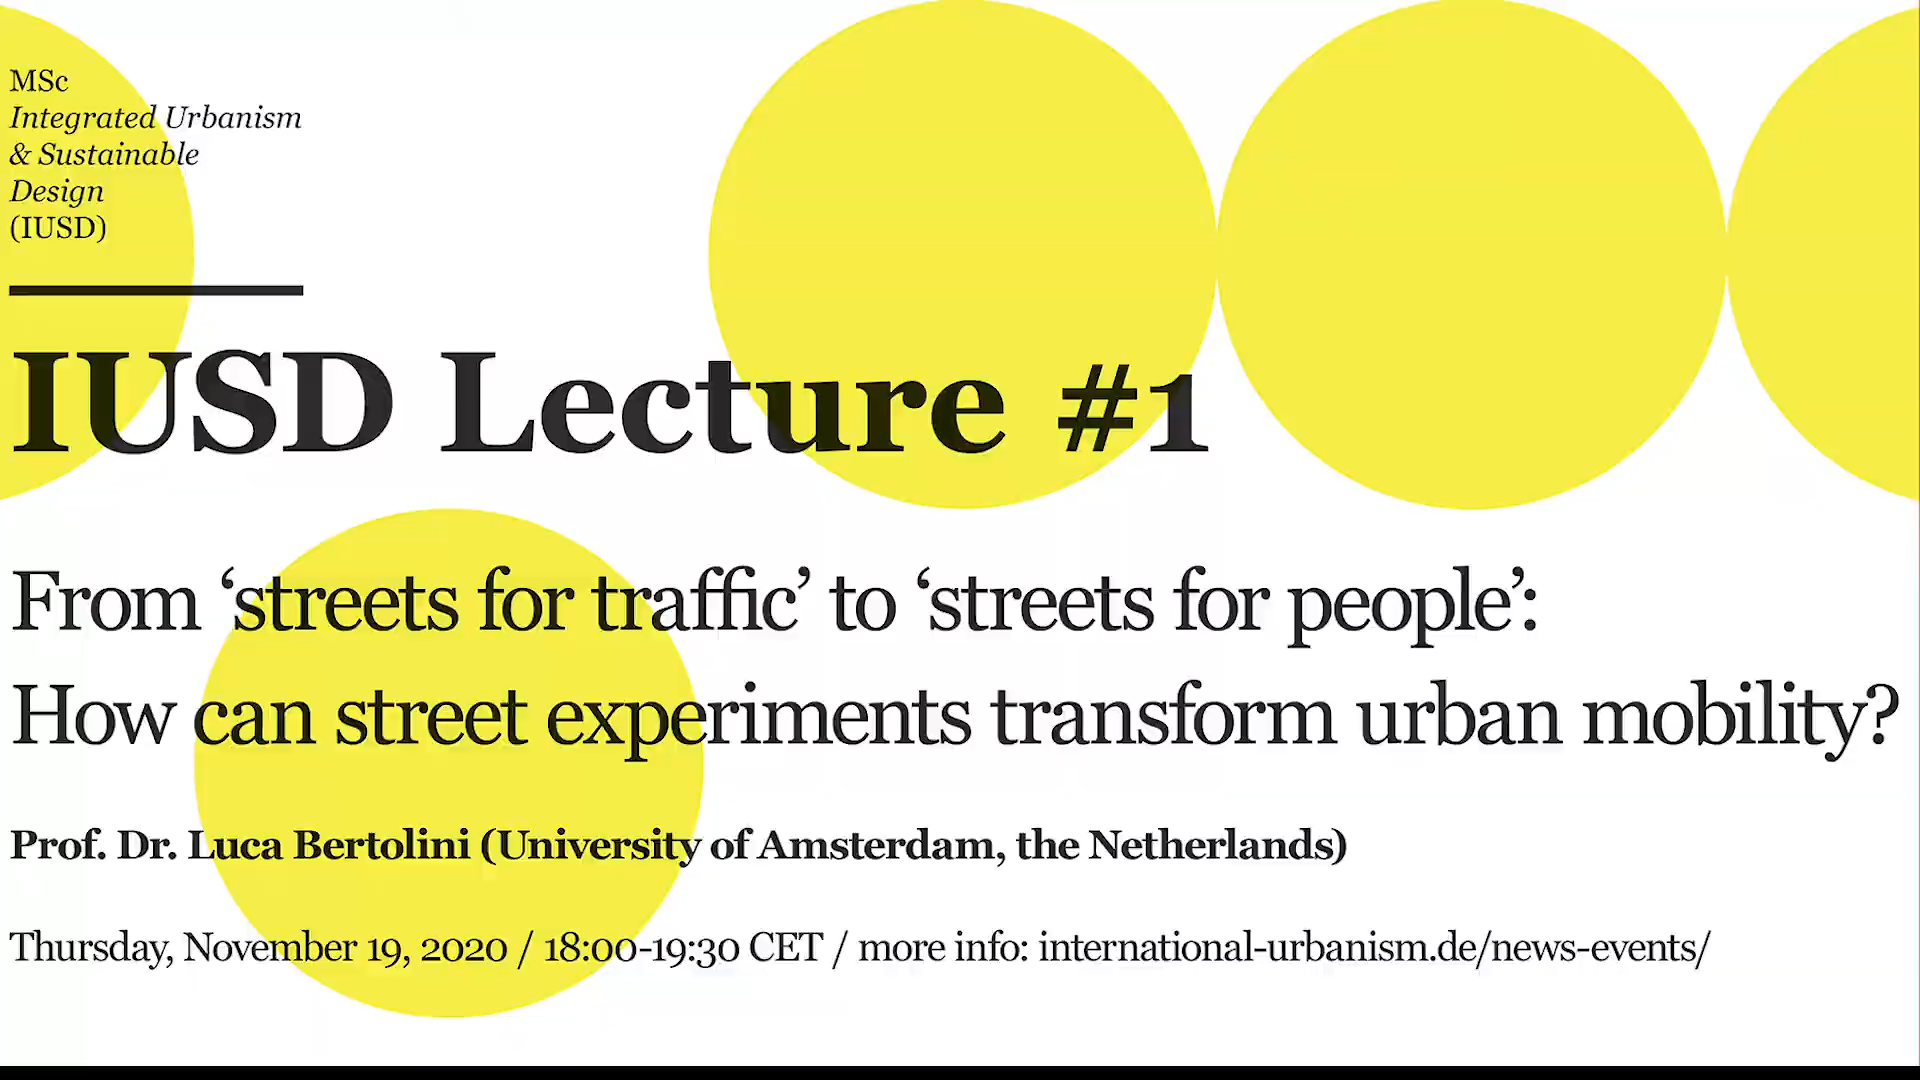 MSc
Integrated Urbanism
& Sustainable
Design
(IUSD)
IUSD Lecture #1
From ‘streets for traffic’ to ‘streets for people’:
How can street experiments transform urban mobility?
Prof. Dr. Luca Bertolini (University of Amsterdam, the Netherlands)
Thursday, November 19, 2020 / 18:00-19:30 CET / more info: international-urbanism.de/news-events/